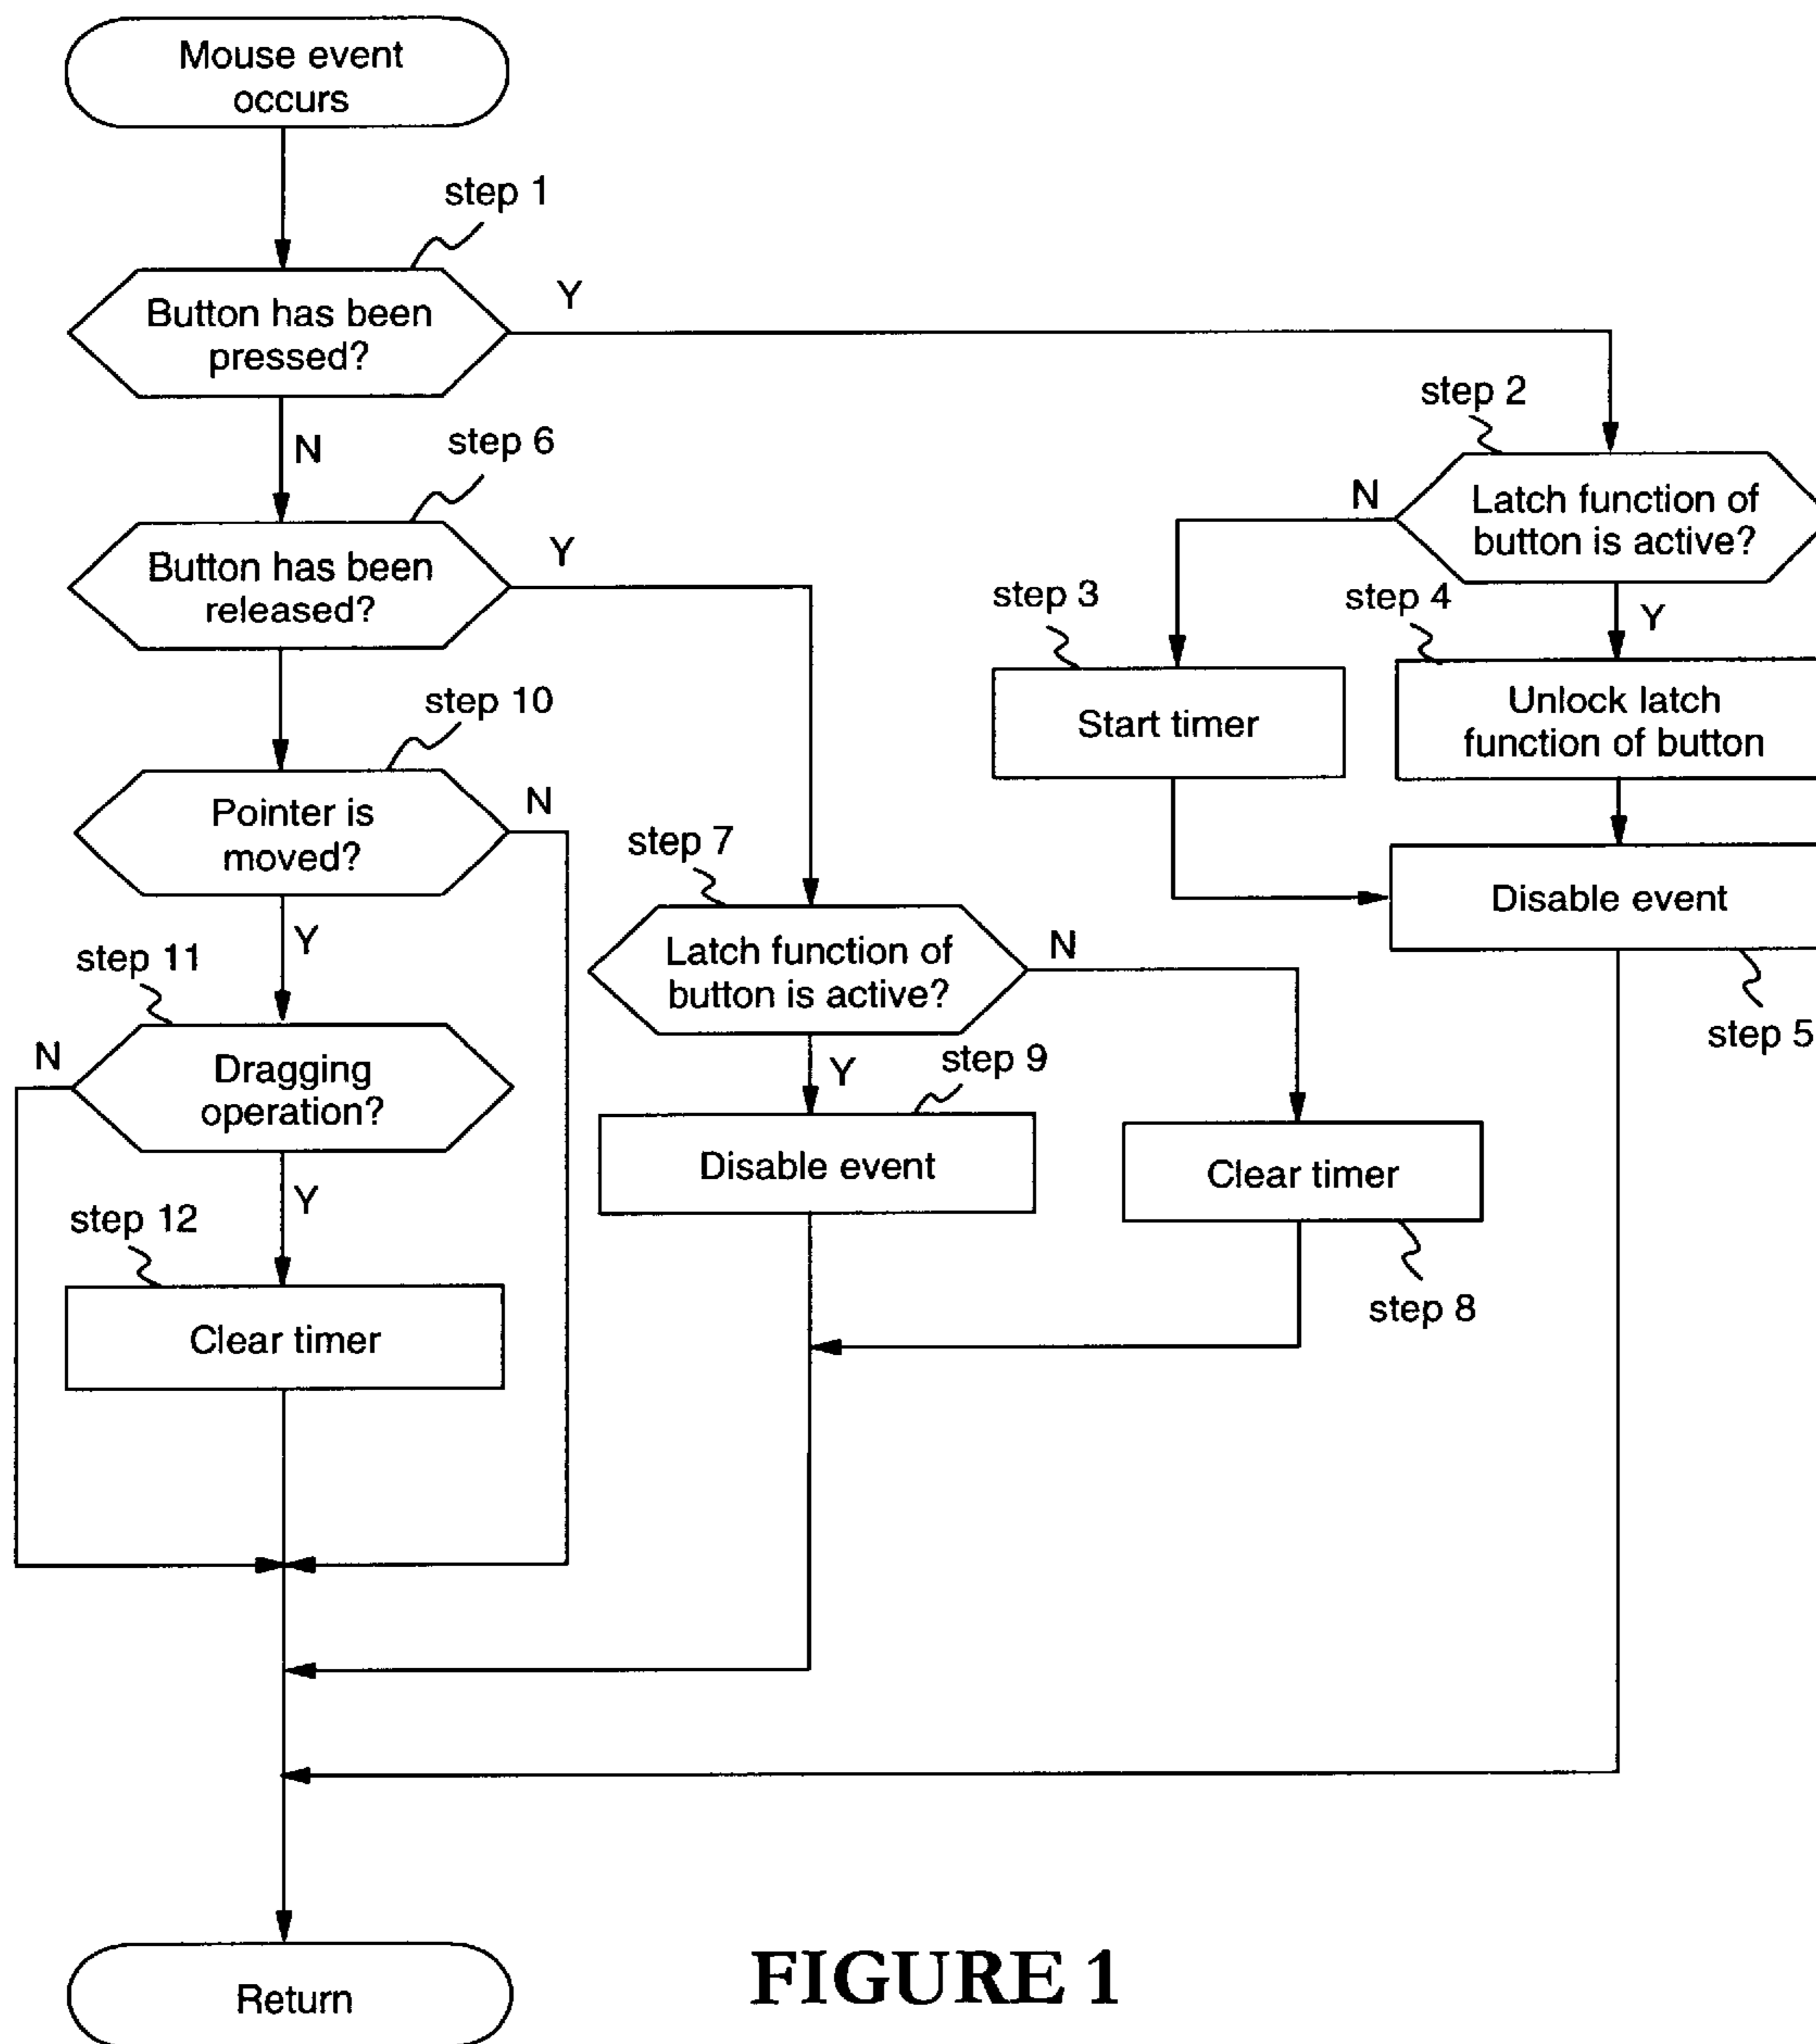 Mouse event
occurs
step 1
Button has been
pressed?
Y
N
step 2
Latch function of
button is active?
N
Y
step 3
Start timer
step 4
Unlock latch
function of button
Disable event
step 5
step 6
Button has been
released?
Y
step 7
Latch function of
button is active?
N
Y
step 9
Disable event
Clear timer
step 8
step 10
Pointer is
moved?
N
Y
step 11
Dragging
operation?
N
Y
step 12
Clear timer
Return
FIGURE 1